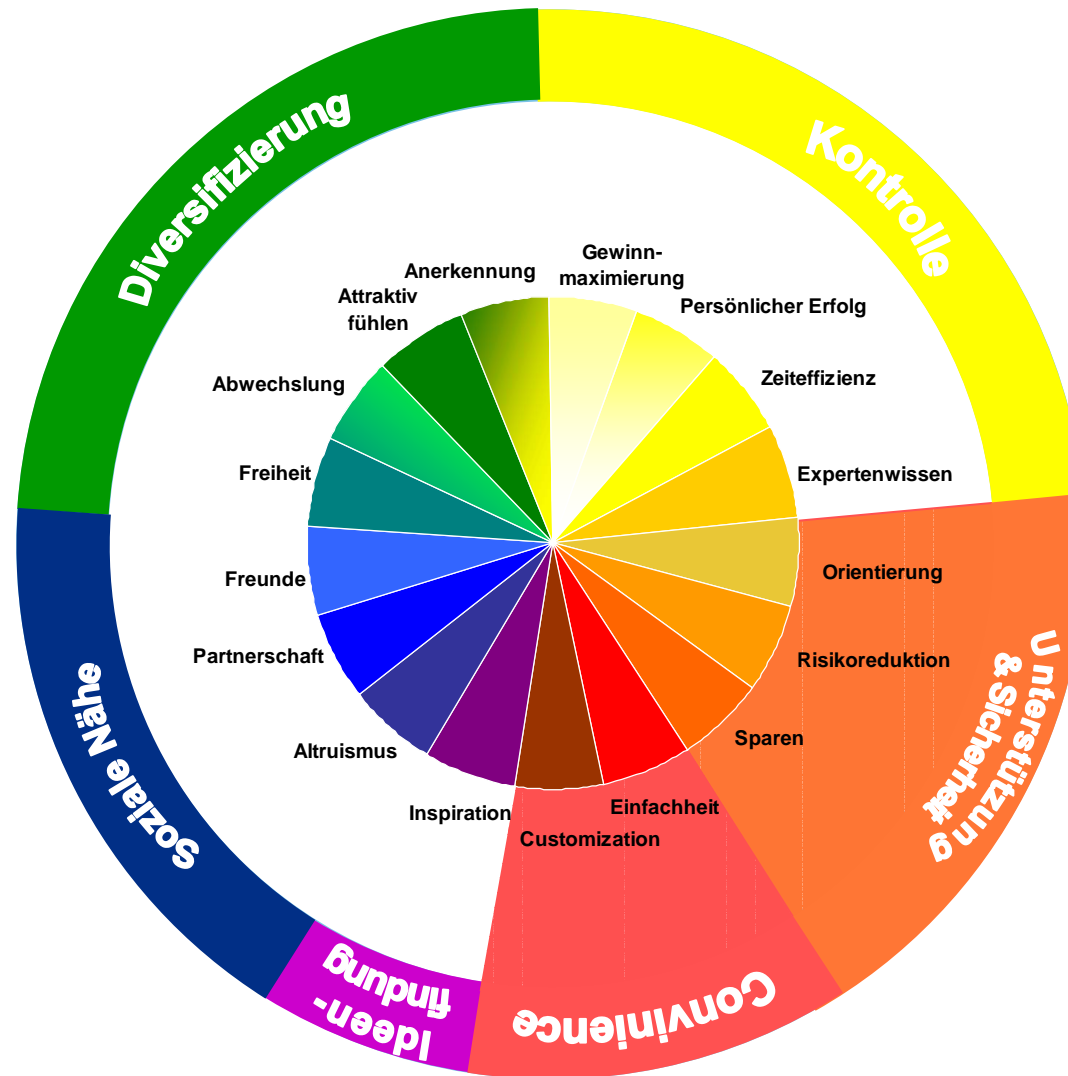 Diversifizierung
Kontrolle
Gewinn-
maximierung
Persönlicher Erfolg
Zeiteffizienz
Expertenwissen
Orientierung
Risikoreduktion
Sparen
Einfachheit
Customization
Inspiration
Altruismus
Partnerschaft
Freunde
Freiheit
Abwechslung
Attraktiv
fühlen
Anerkennung
Unterstützung
& Sicherheit
Convinience
Ideen-
findung
Soziale Nähe